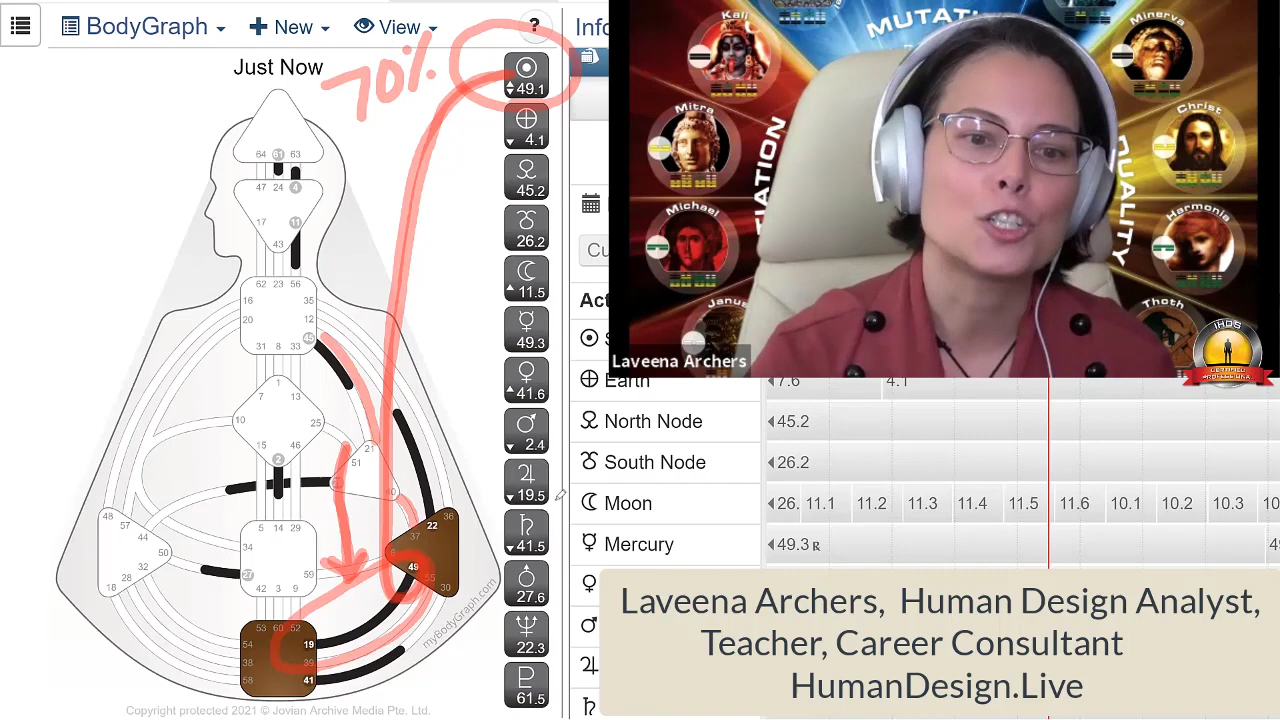 BodyGraph
New
View
?
Info
Just Now
70%
49.1
4.1
45.2
26.2
11.5
49.3
41.6
2.4
19.5
41.5
27.6
22.3
61.5
64 61 63
47 24 4
17 11
43
62 23 56
16 35
20 12
45
31 8 33
1
7 13
10 25
15 46
2
21
51
40
48
57
44
50
32
28
18
36
22
37
6
49
55
30
5 14 29
34
27 59
42 3 9
53 60 52
54 19
38 39
58 41
myBodyGraph.com
Copyright protected 2021 © Jovian Archive Media Pte. Ltd.
MUTATI
Kali
Minerva
Mitra
Christ
Michael
Harmonia
Janus
Thoth
IATION
DUALITY
IHDS
CERTIFIED
Laveena Archers
Cu
Act
S
Earth 7.6 4.1
North Node 45.2
South Node 26.2
Moon 26. 11.1 11.2 11.3 11.4 11.5 11.6 10.1 10.2 10.3 10
Mercury 49.3 R 49
Laveena Archers, Human Design Analyst,
Teacher, Career Consultant
HumanDesign.Live